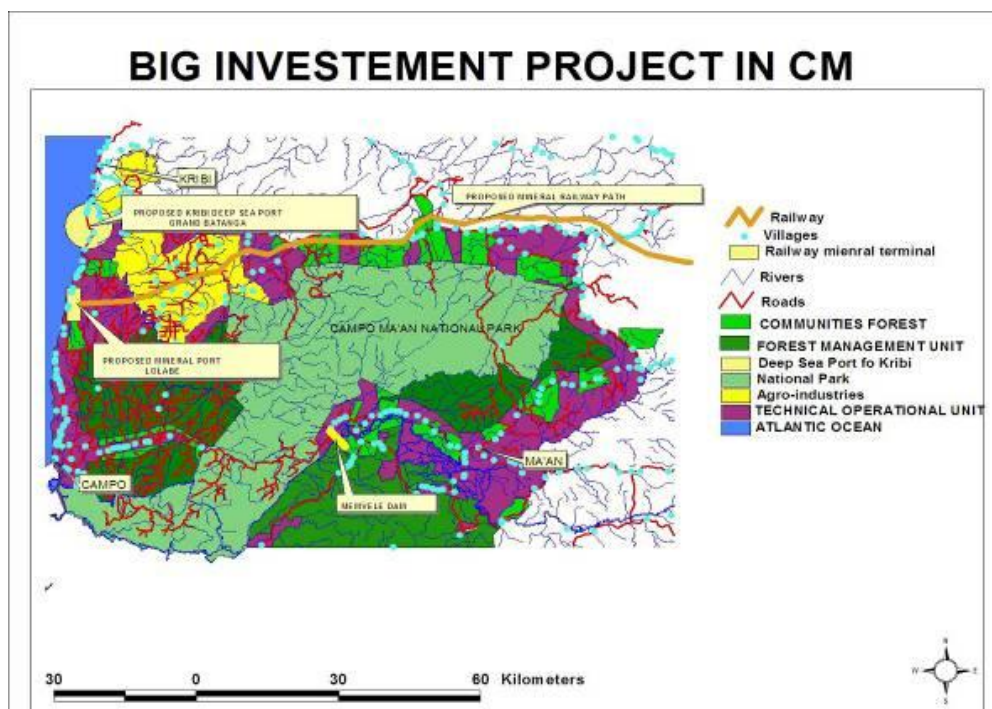 BIG INVESTEMENT PROJECT IN CM
KRIBI
PROPOSED MINERAL RAILWAY PATH
PROPOSED KRIBI DEEP SEA PORT
GRAND BATANGA
CAMPO MA'AN NATIONAL PARK
PROPOSED MINERAL PORT
LOLABE
MA'AN
CAMPO
MEMVELE DAM
Railway
Villages
Railway mienral terminal
Rivers
Roads
COMMUNITIES FOREST
FOREST MANAGEMENT UNIT
Deep Sea Port fo Kribi
National Park
Agro-industries
TECHNICAL OPERATIONAL UNIT
ATLANTIC OCEAN
N
W E
S
30 0 30 60 Kilometers